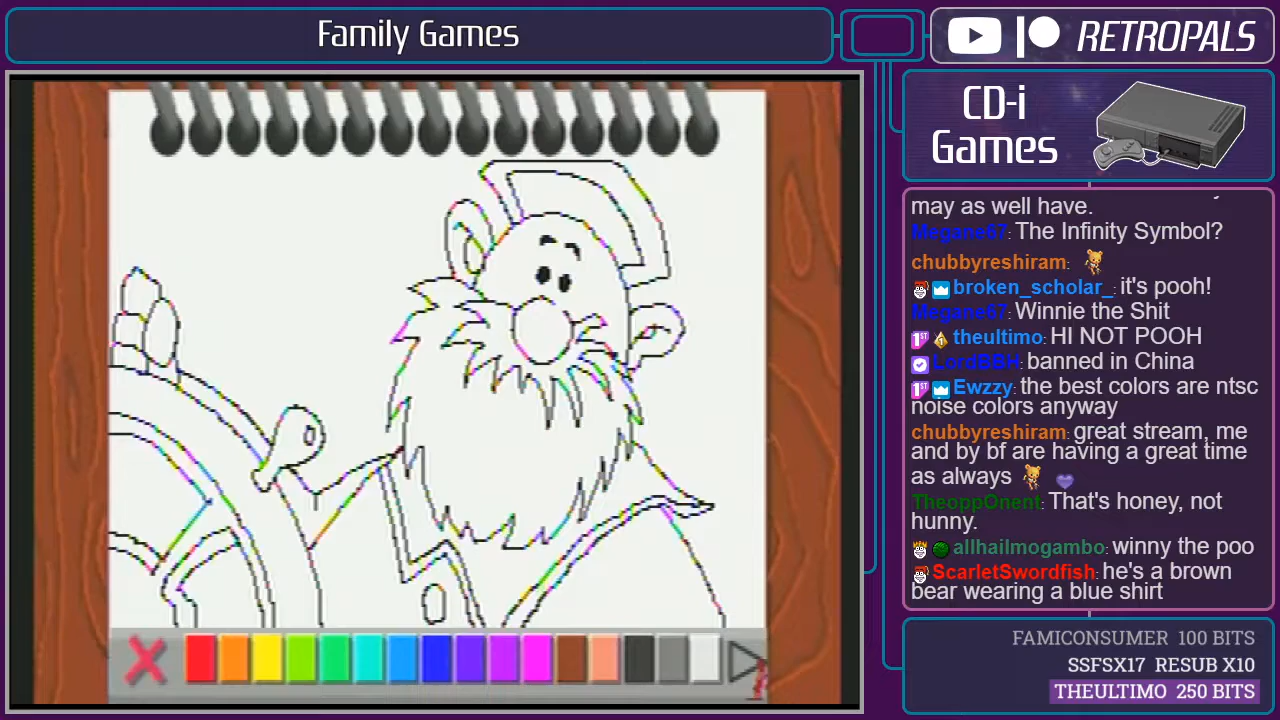 Family Games
RETROPALS
CD-i
Games
may as well have.
Megane67: The Infinity Symbol?
chubbyreshiram:
broken_scholar_: it's pooh!
Megane67: Winnie the Shit
1ST theultimo: HI NOT POOH
LordBBH: banned in China
1ST Ewzzy: the best colors are ntsc
noise colors anyway
chubbyreshiram: great stream, me
and by bf are having a great time
as always
TheoppOnent: That's honey, not
hunny.
allhailmogambo: winny the poo
ScarletSwordfish: he's a brown
bear wearing a blue shirt
FAMICONSUMER 100 BITS
SSFSX17 RESUB X10
THEULTIMO 250 BITS